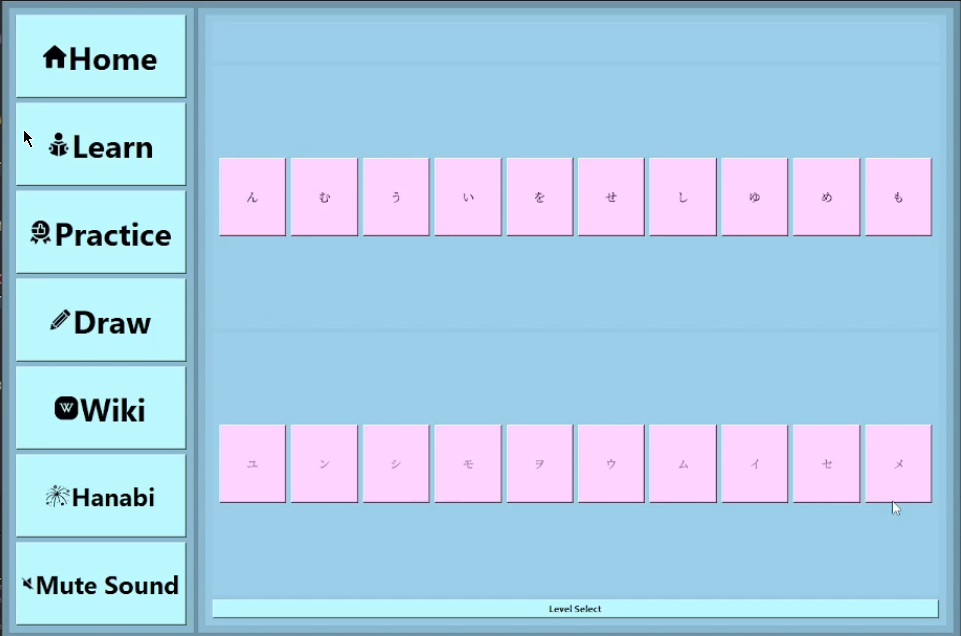 Home
Learn
Practice
Draw
Wiki
Hanabi
Mute Sound
ん む う い を せ し ゆ め も
ユ ン シ モ ヲ ウ ム イ セ メ
Level Select